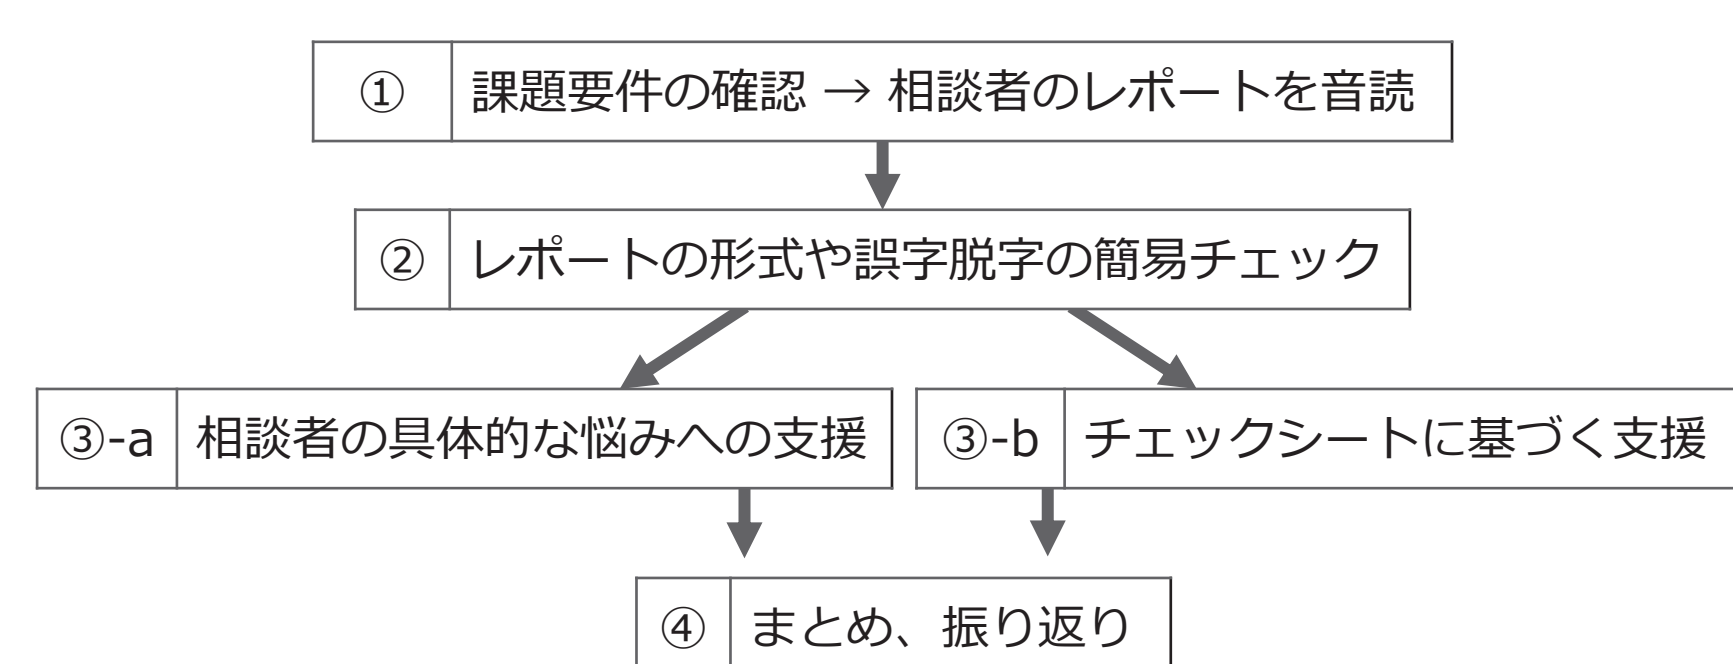 ① 課題要件の確認 → 相談者のレポートを音読
② レポートの形式や誤字脱字の簡易チェック
③-a 相談者の具体的な悩みへの支援
③-b チェックシートに基づく支援
④ まとめ、振り返り